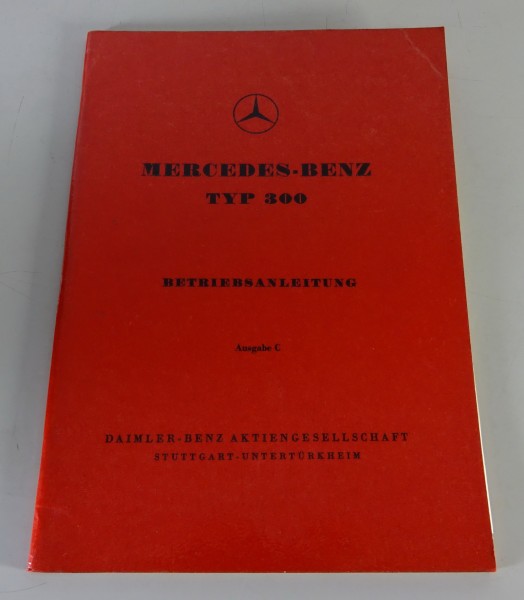 MERCEDES-BENZ
TYP 300
BETRIEBSANLEITUNG
Ausgabe C
DAIMLER-BENZ AKTIENGESELLSCHAFT
STUTTGART-UNTERTÜRKHEIM